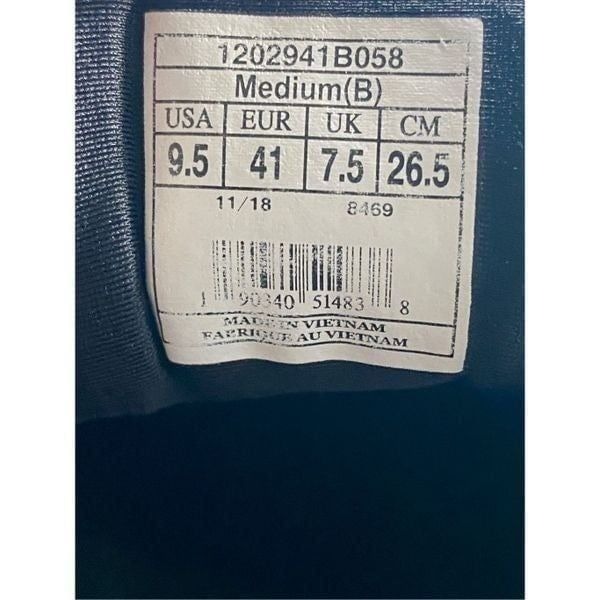 1202941B058
Medium(B)
USA EUR UK CM
9.5 41 7.5 26.5
11/18 8469
1 90340 51483 8
MADE IN VIETNAM
FABRIQUE AU VIETNAM